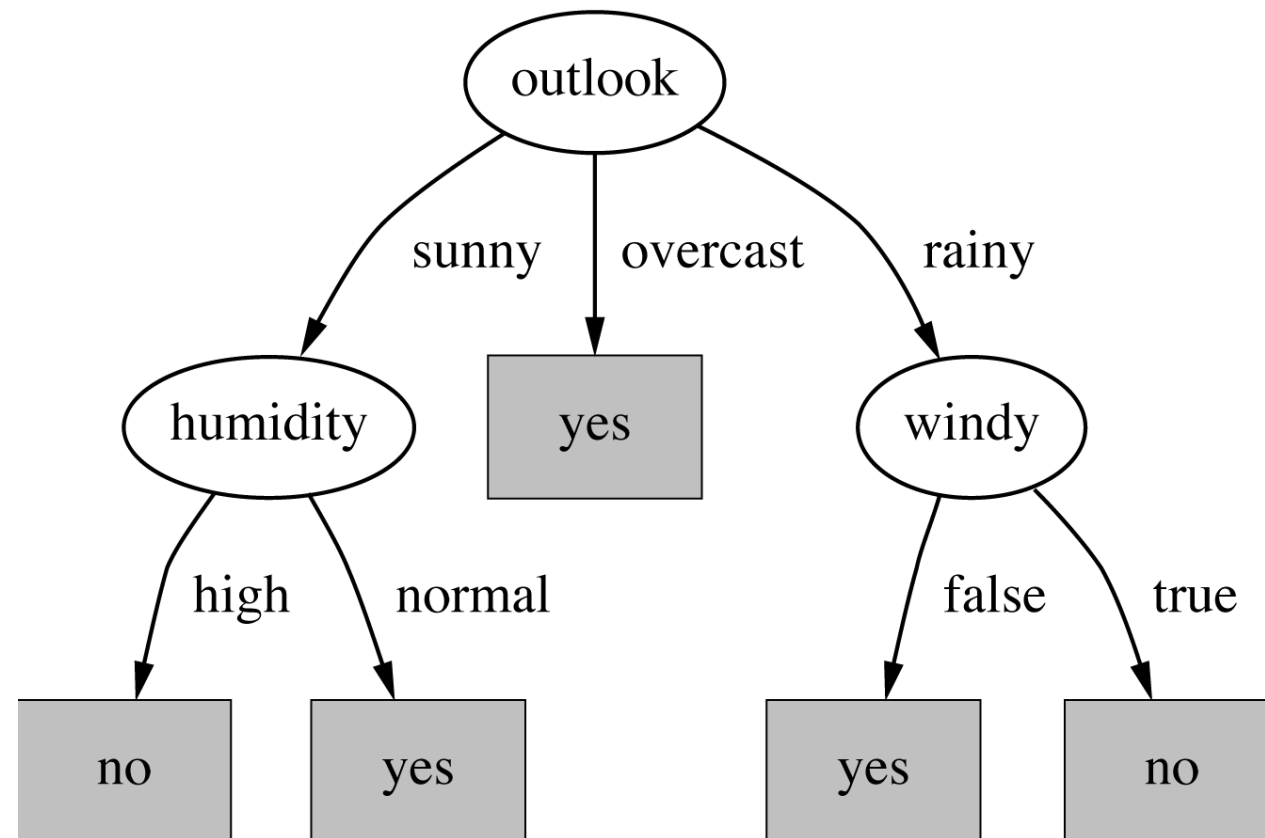 outlook
sunny overcast rainy
humidity yes windy
high normal false true
no yes yes no